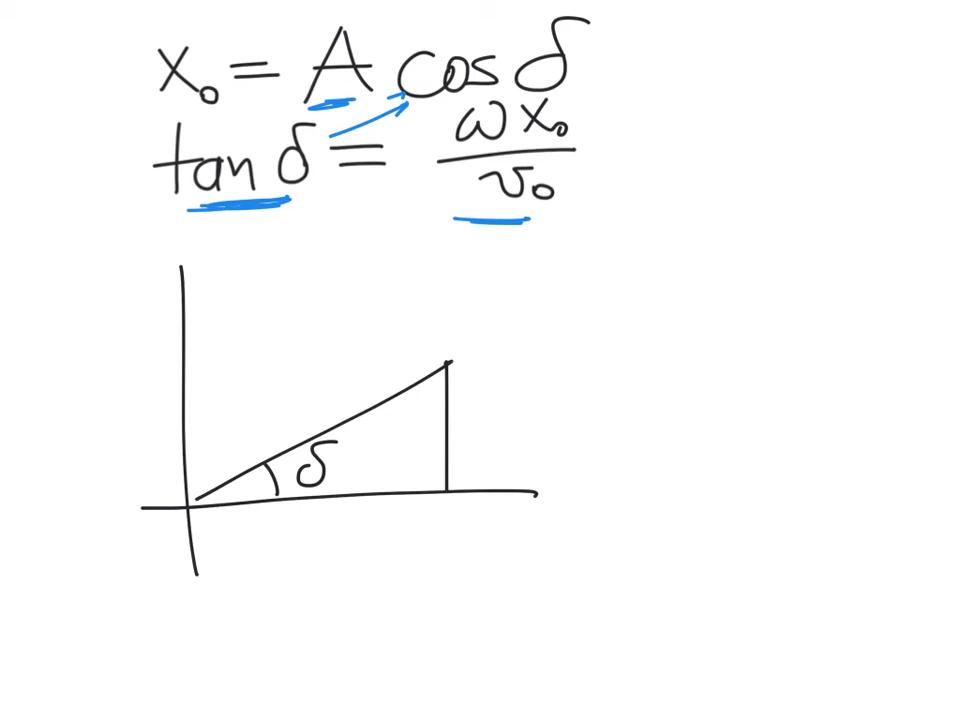 x₀ = A cos δ
tan δ = ωx₀ / v₀
δ